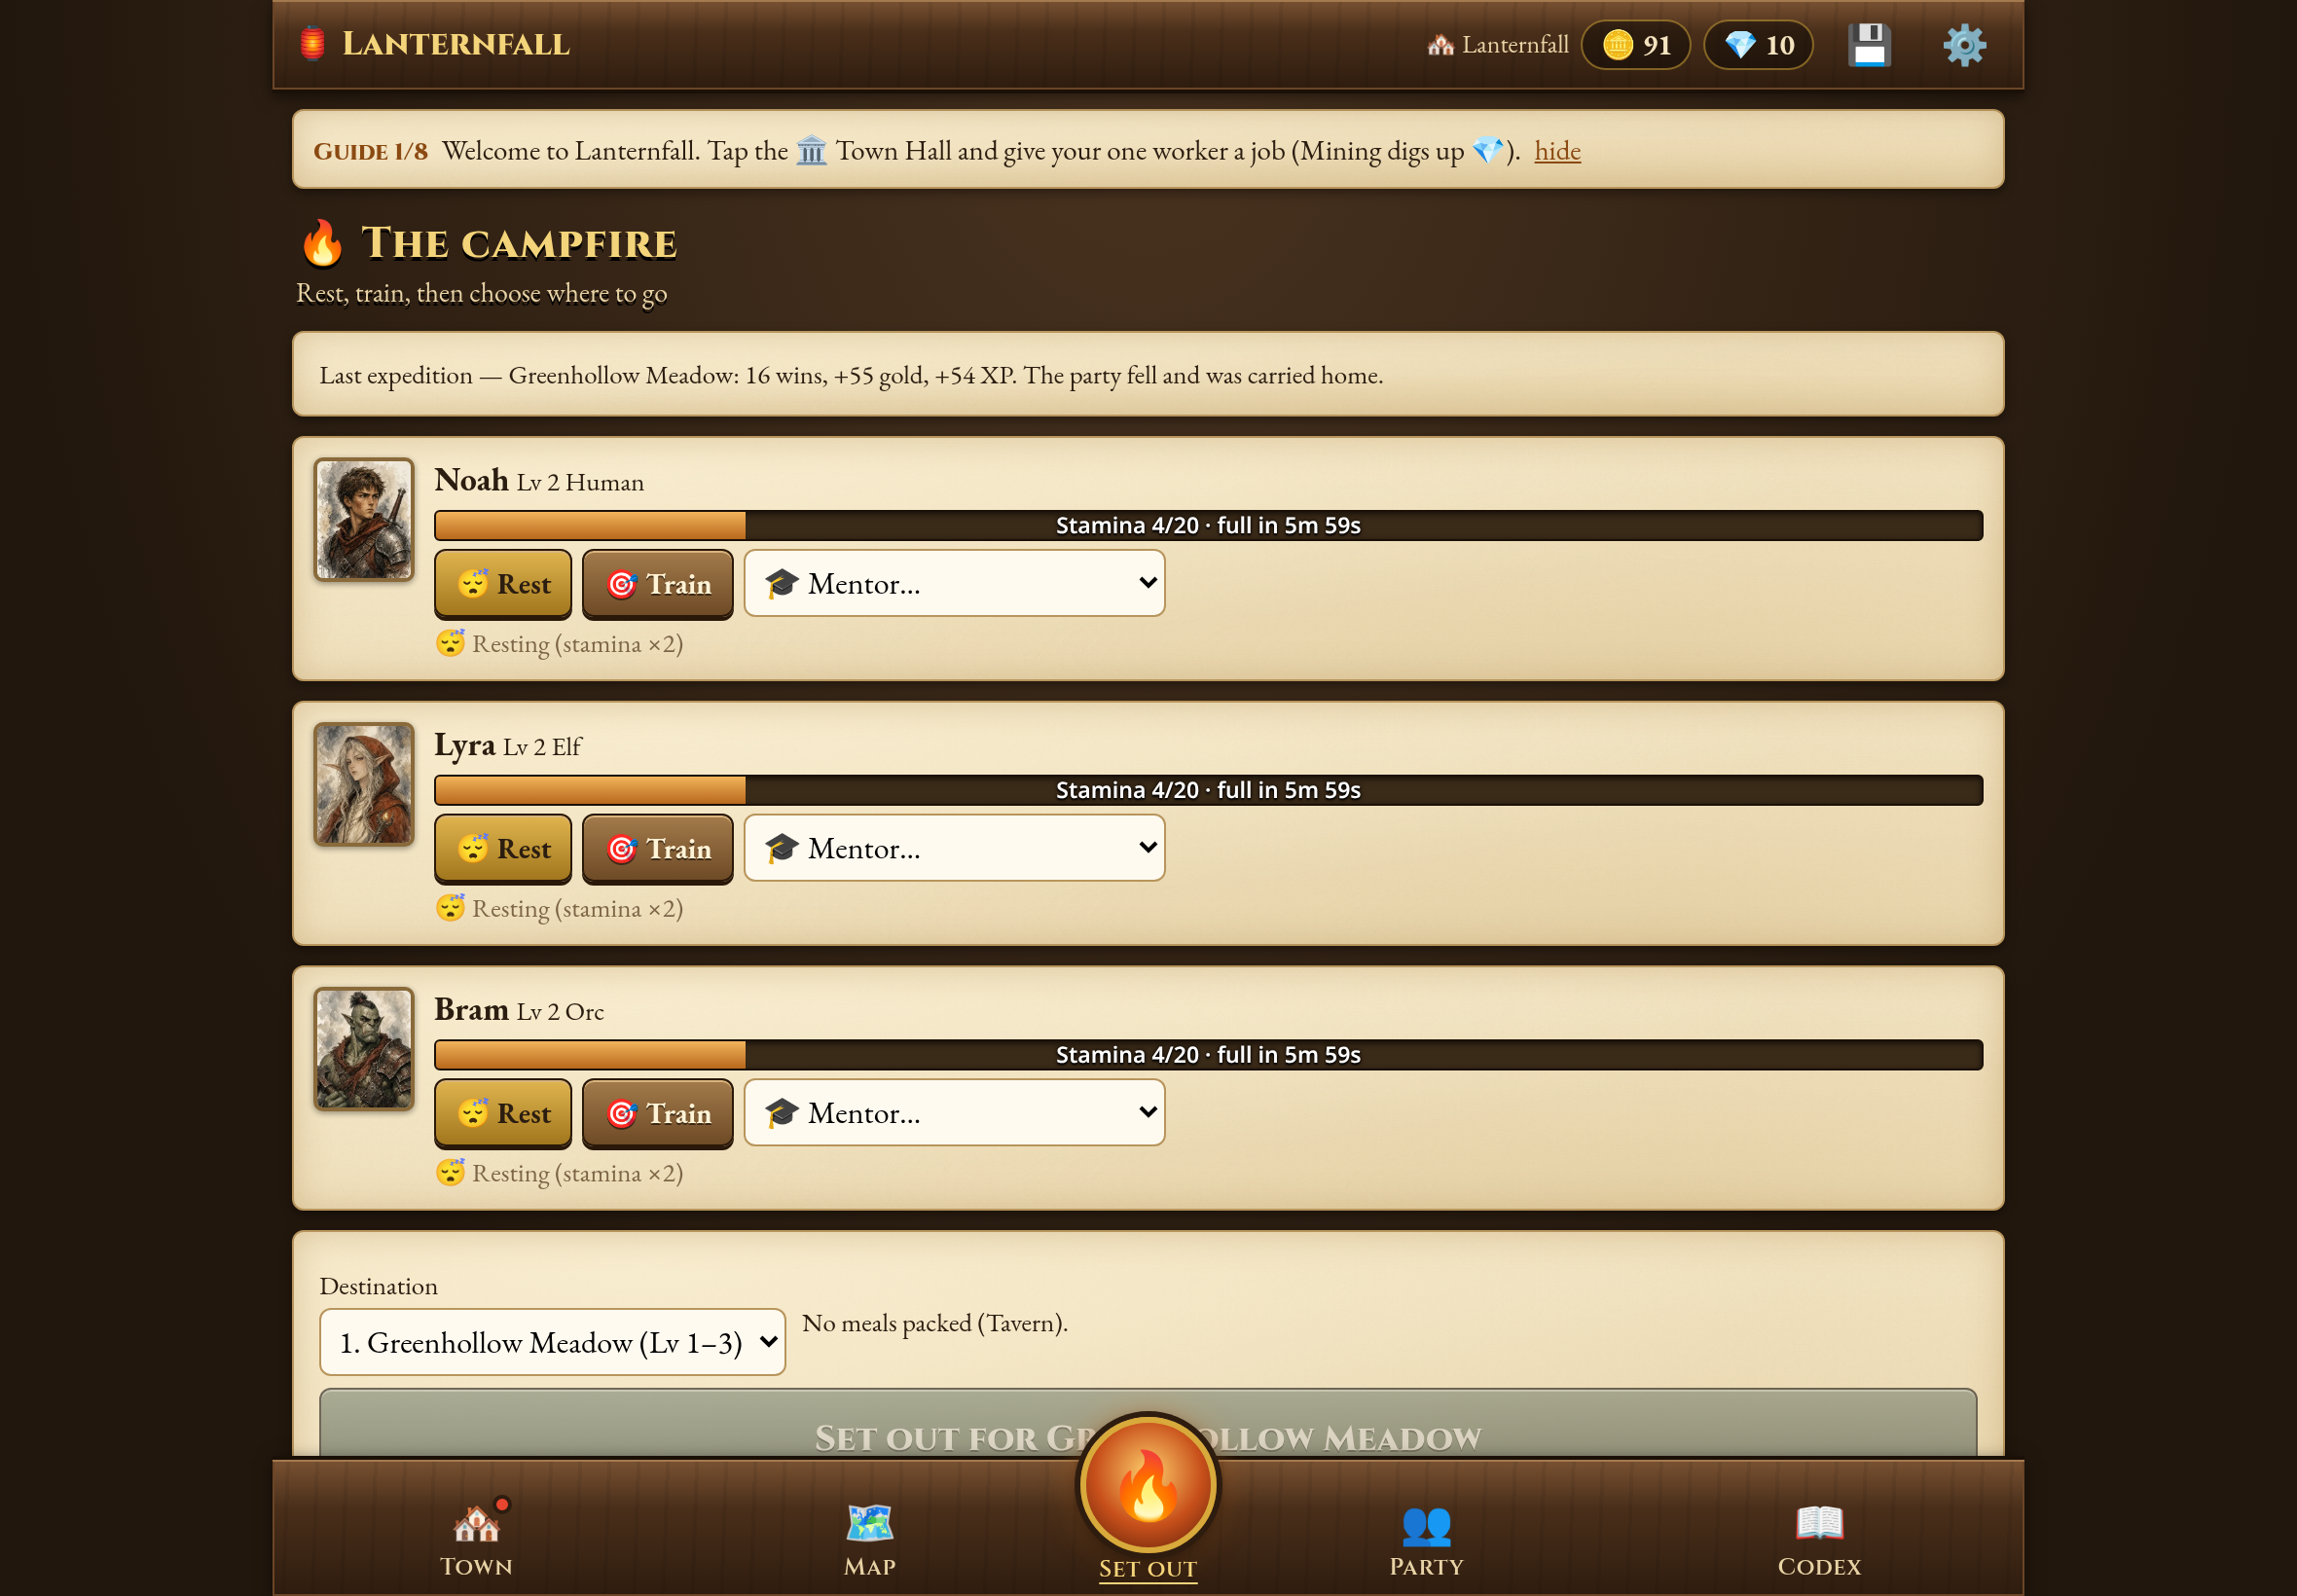 Lanternfall
Lanternfall 91 10
Guide 1/8 Welcome to Lanternfall. Tap the Town Hall and give your one worker a job (Mining digs up 💎). hide
The campfire
Rest, train, then choose where to go
Last expedition — Greenhollow Meadow: 16 wins, +55 gold, +54 XP. The party fell and was carried home.
Noah Lv 2 Human
Stamina 4/20 · full in 5m 59s
Rest Train Mentor...
Resting (stamina ×2)
Lyra Lv 2 Elf
Stamina 4/20 · full in 5m 59s
Rest Train Mentor...
Resting (stamina ×2)
Bram Lv 2 Orc
Stamina 4/20 · full in 5m 59s
Rest Train Mentor...
Resting (stamina ×2)
Destination
1. Greenhollow Meadow (Lv 1–3) No meals packed (Tavern).
Set out for Gr hollow Meadow
Town Map Set out Party Codex